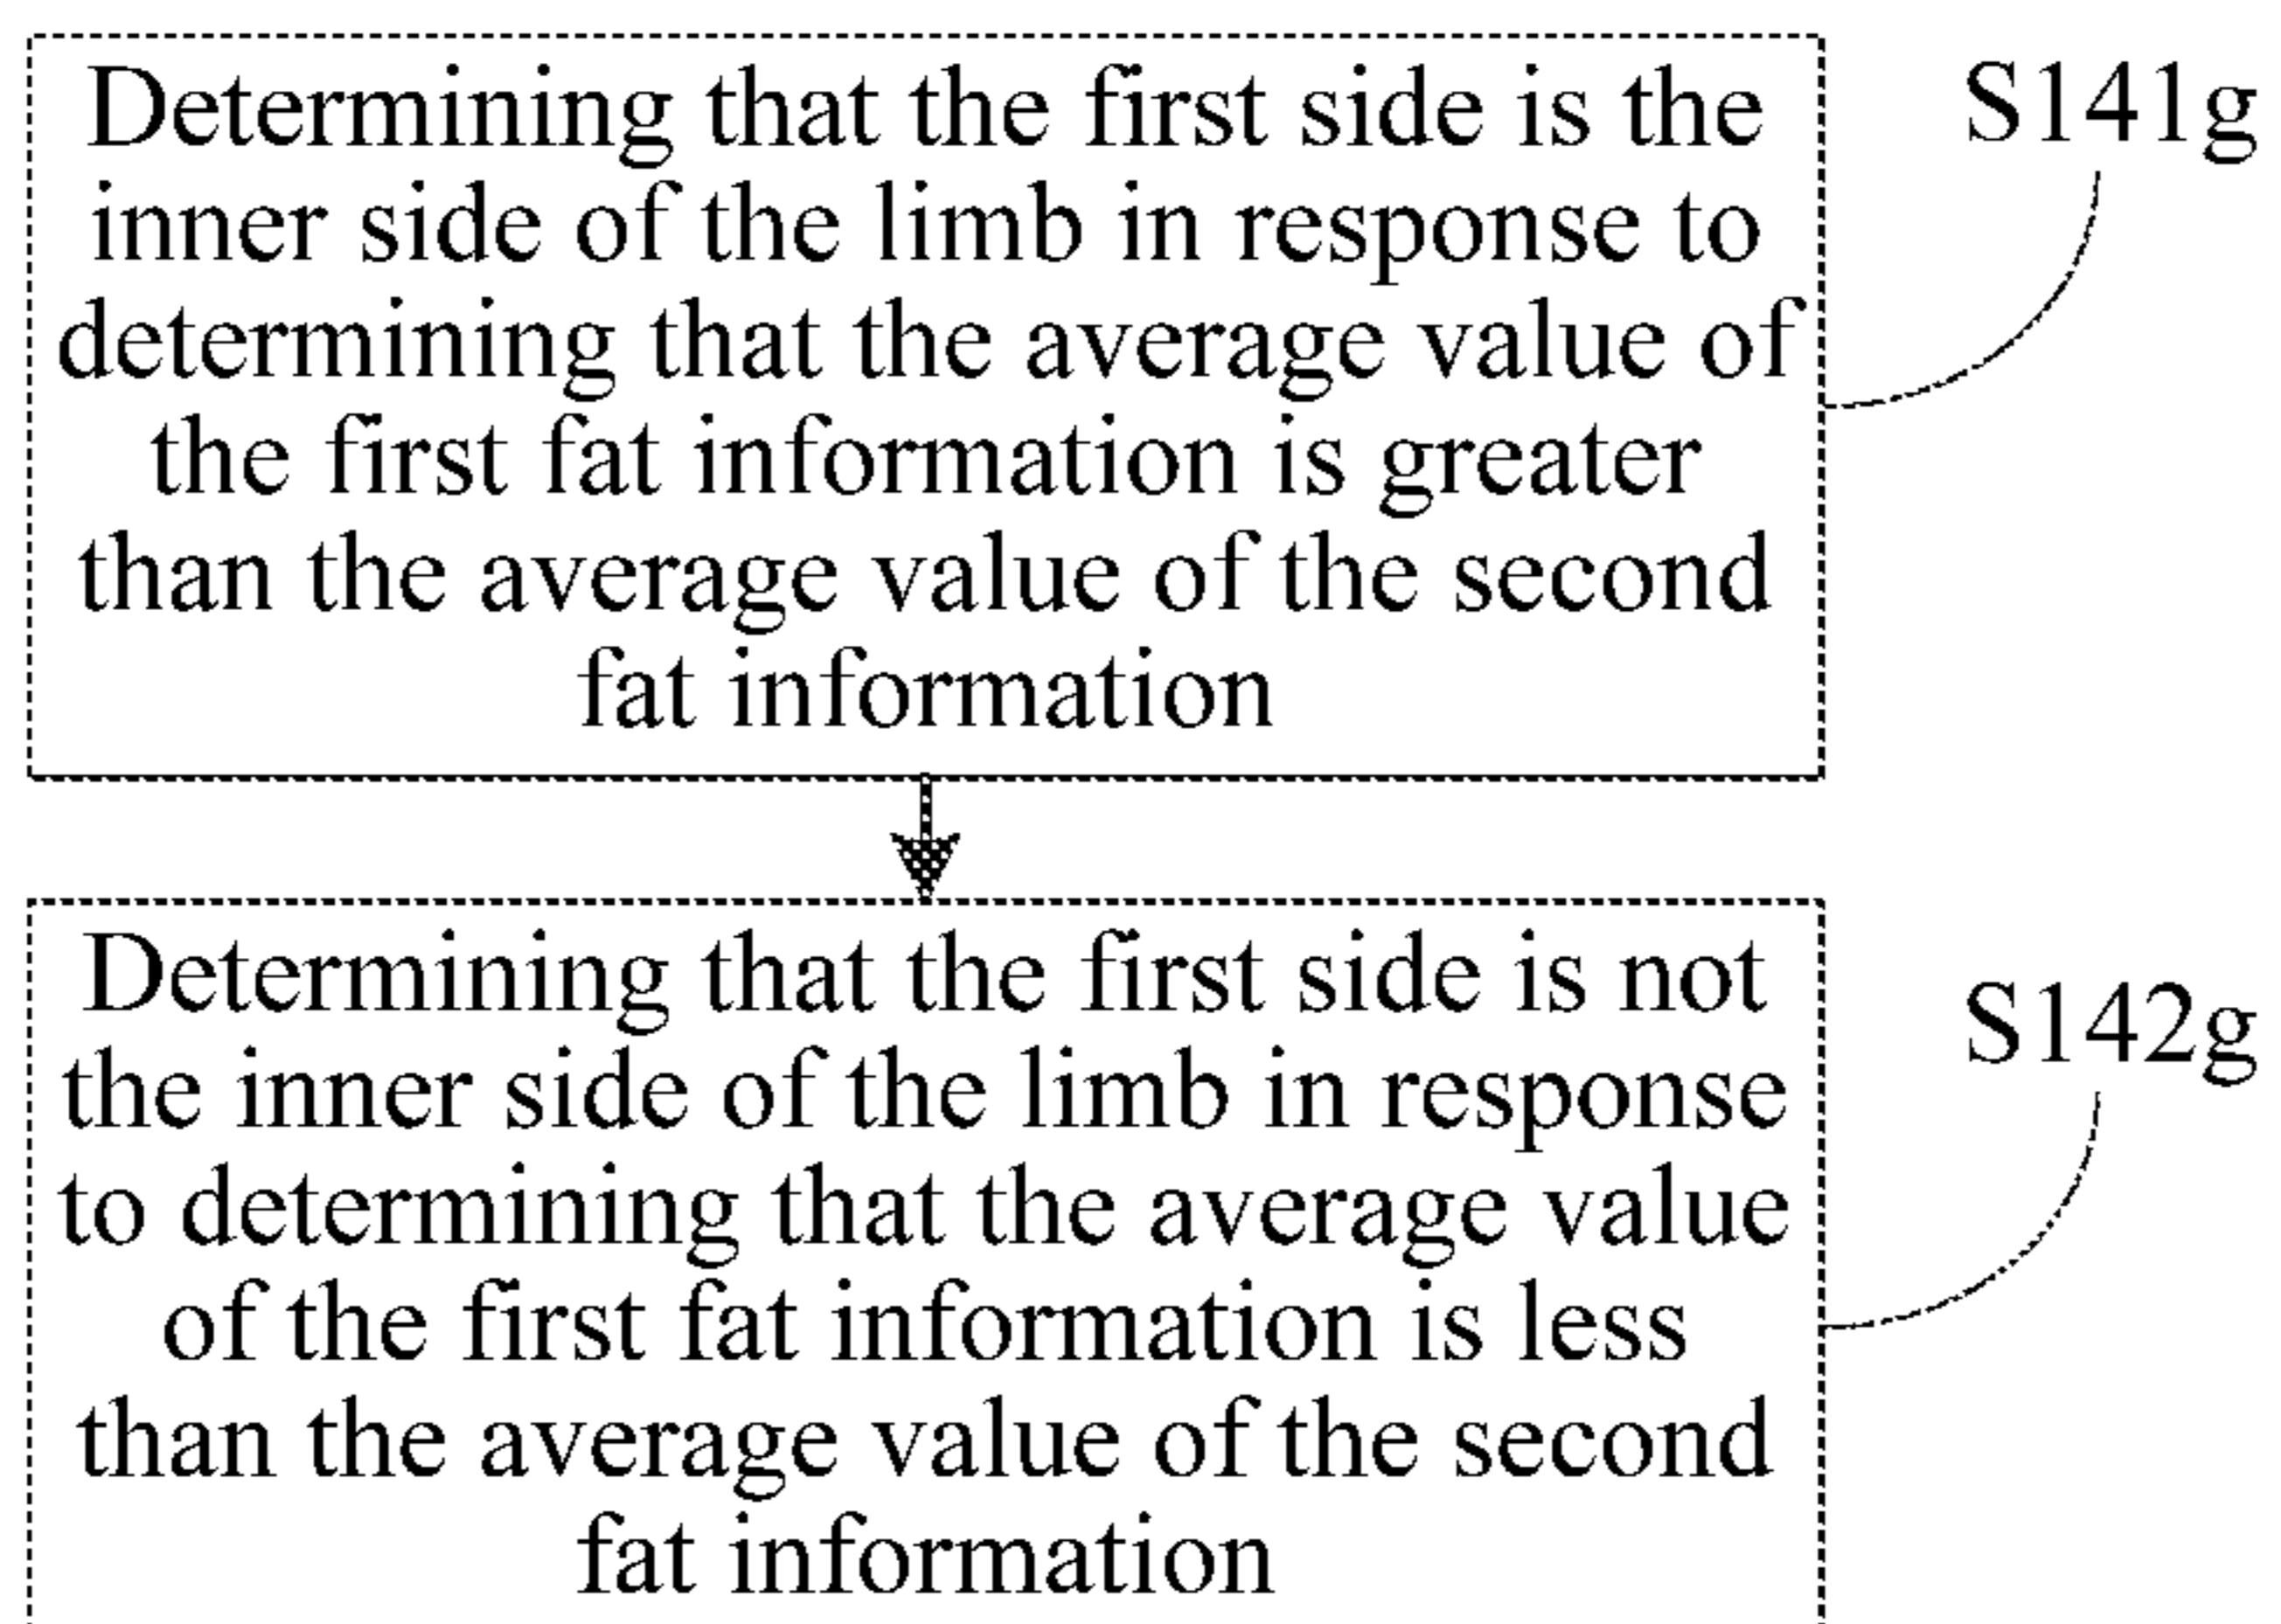 Determining that the first side is the
inner side of the limb in response to
determining that the average value of
the first fat information is greater
than the average value of the second
fat information
S141g
Determining that the first side is not
the inner side of the limb in response
to determining that the average value
of the first fat information is less
than the average value of the second
fat information
S142g